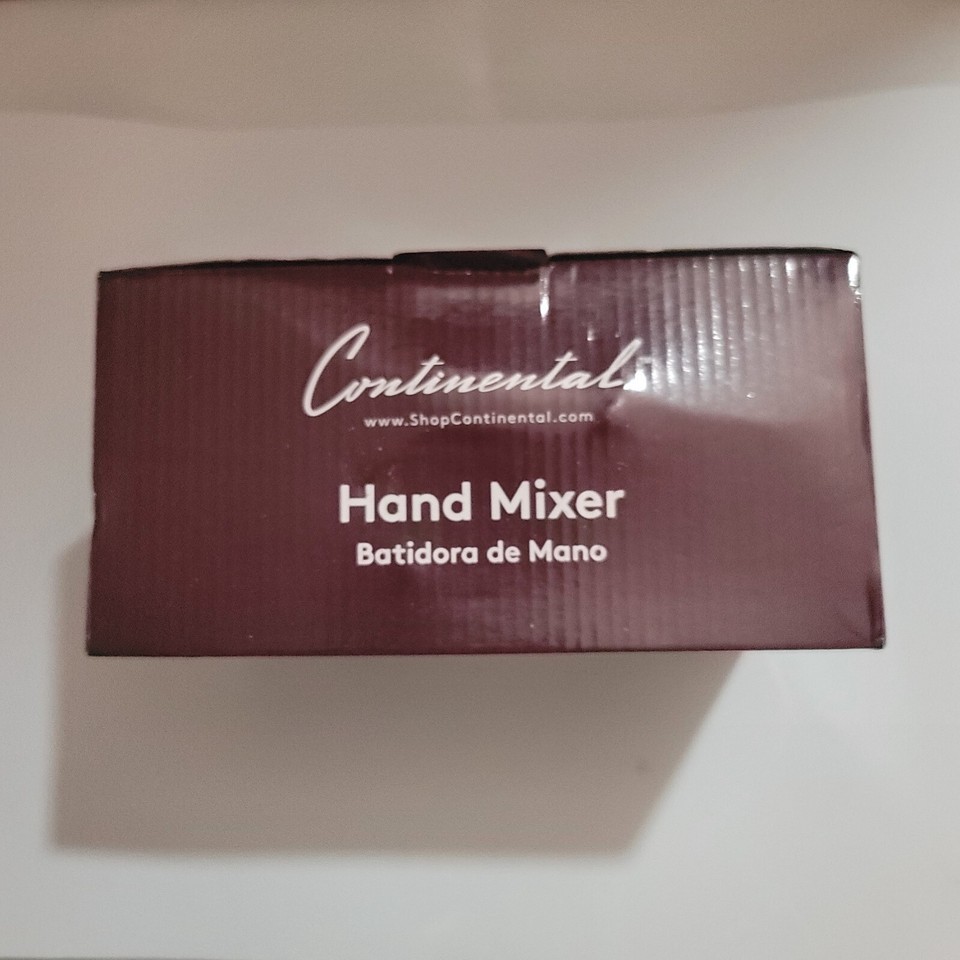 Continental
www.ShopContinental.com
Hand Mixer
Batidora de Mano